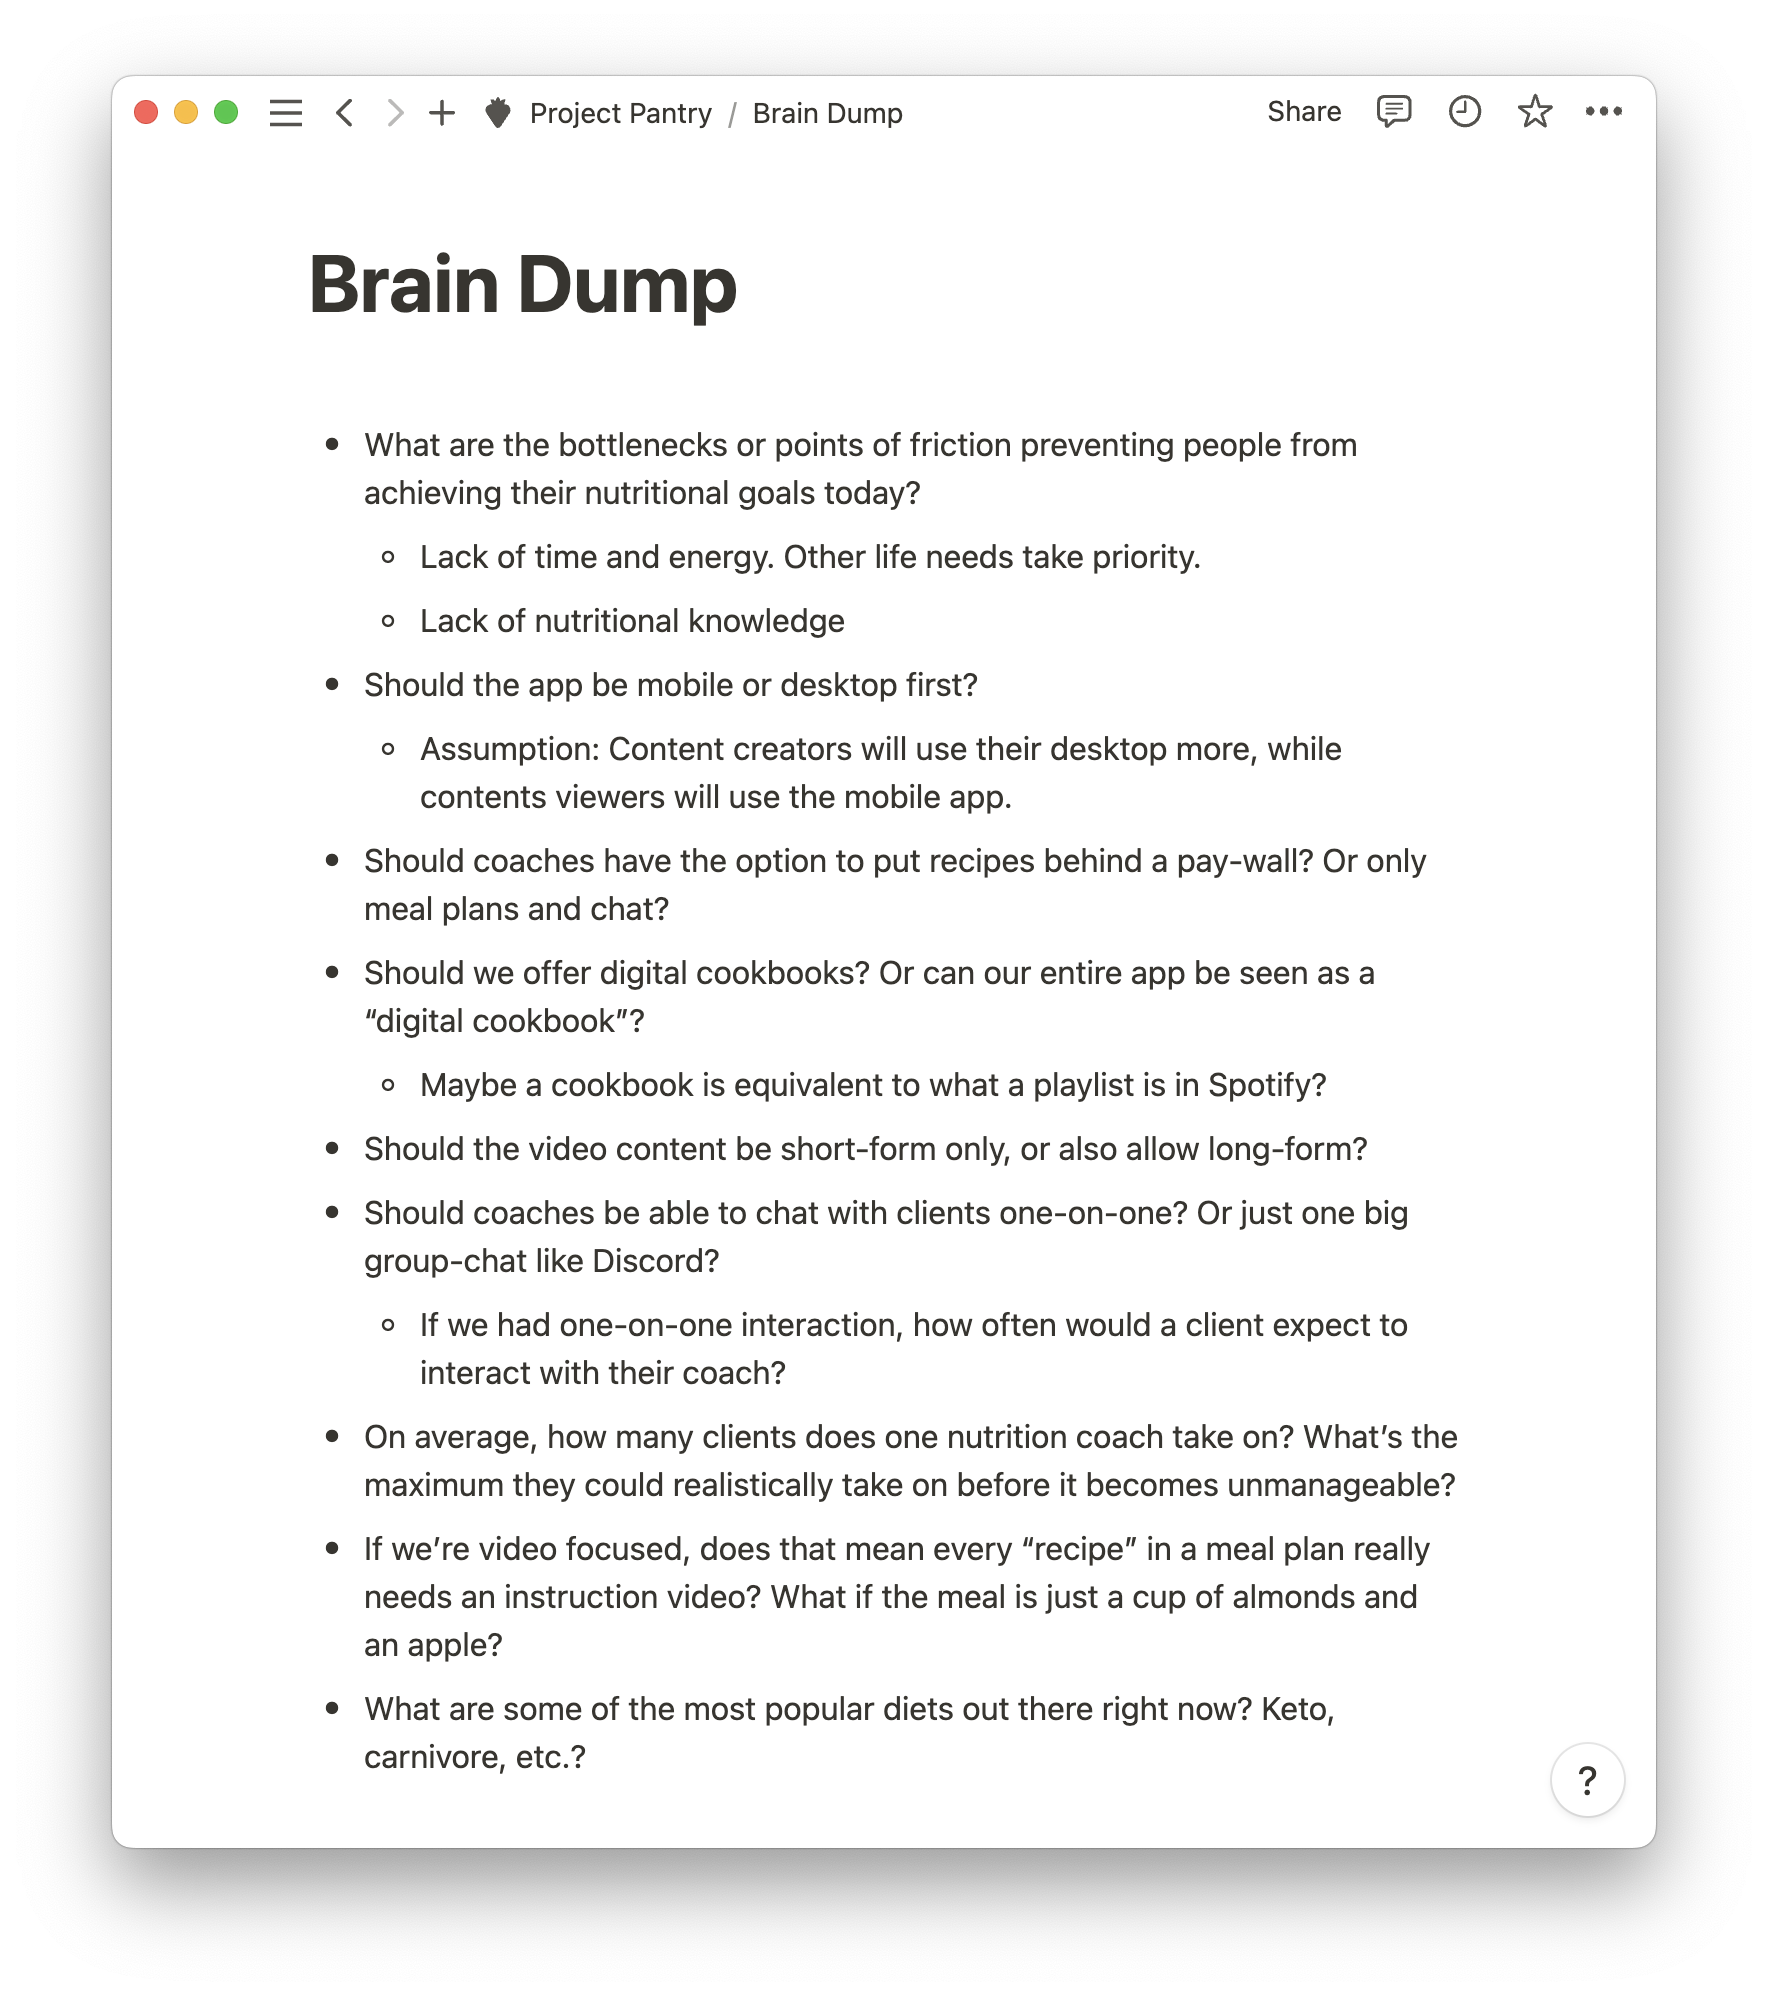 Project Pantry / Brain Dump
Share
Brain Dump
• What are the bottlenecks or points of friction preventing people from
achieving their nutritional goals today?
◦ Lack of time and energy. Other life needs take priority.
◦ Lack of nutritional knowledge
• Should the app be mobile or desktop first?
◦ Assumption: Content creators will use their desktop more, while
contents viewers will use the mobile app.
• Should coaches have the option to put recipes behind a pay-wall? Or only
meal plans and chat?
• Should we offer digital cookbooks? Or can our entire app be seen as a
“digital cookbook”?
◦ Maybe a cookbook is equivalent to what a playlist is in Spotify?
• Should the video content be short-form only, or also allow long-form?
• Should coaches be able to chat with clients one-on-one? Or just one big
group-chat like Discord?
◦ If we had one-on-one interaction, how often would a client expect to
interact with their coach?
• On average, how many clients does one nutrition coach take on? What’s the
maximum they could realistically take on before it becomes unmanageable?
• If we’re video focused, does that mean every “recipe” in a meal plan really
needs an instruction video? What if the meal is just a cup of almonds and
an apple?
• What are some of the most popular diets out there right now? Keto,
carnivore, etc.?
?